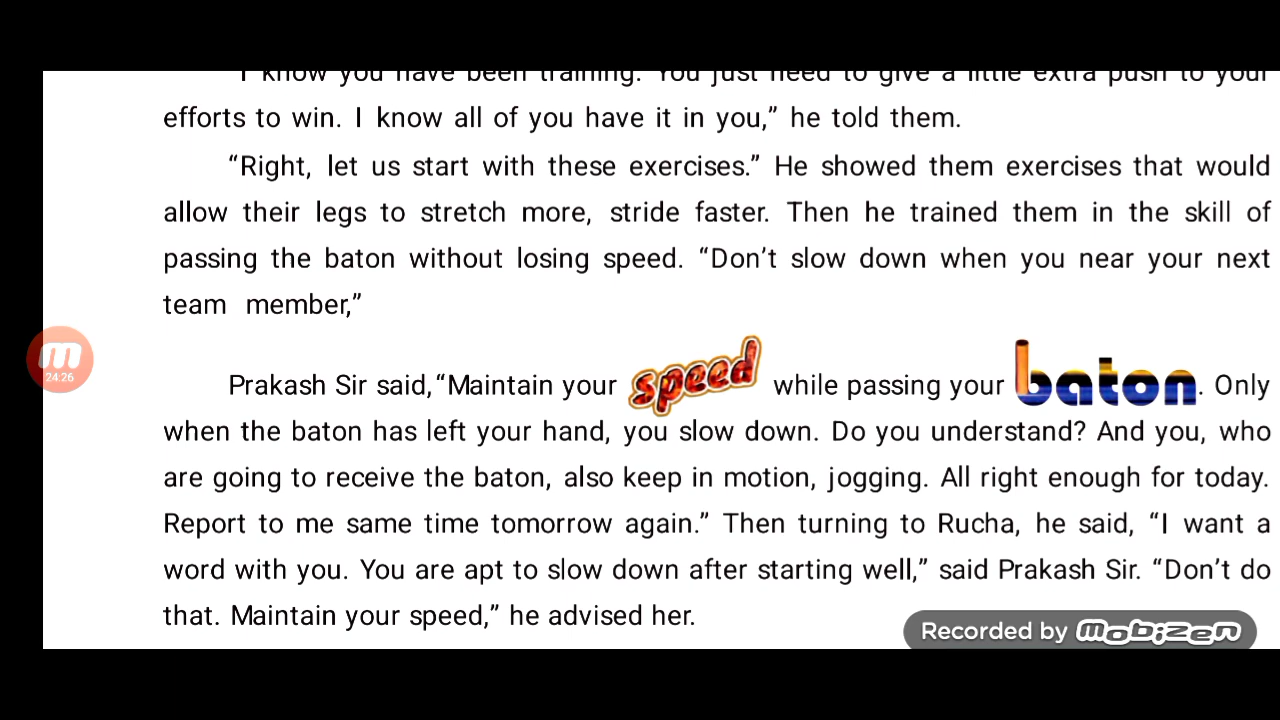 "I know you have been training. You just need to give a little extra push to your
efforts to win. I know all of you have it in you,” he told them.
“Right, let us start with these exercises.” He showed them exercises that would
allow their legs to stretch more, stride faster. Then he trained them in the skill of
passing the baton without losing speed. “Don’t slow down when you near your next
team member,”
Prakash Sir said, “Maintain your speed while passing your baton. Only
when the baton has left your hand, you slow down. Do you understand? And you, who
are going to receive the baton, also keep in motion, jogging. All right enough for today.
Report to me same time tomorrow again.” Then turning to Rucha, he said, “I want a
word with you. You are apt to slow down after starting well,” said Prakash Sir. “Don’t do
that. Maintain your speed,” he advised her.
m
24:26
Recorded by mobizen